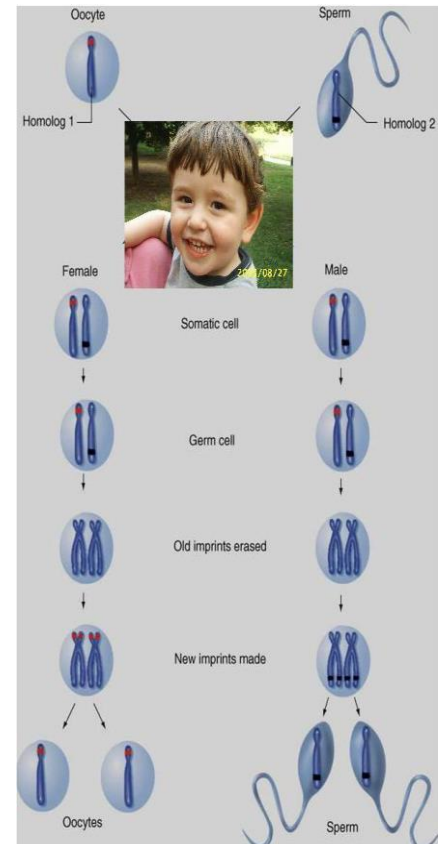 Oocyte
Sperm
Homolog 1
Homolog 2
Female
Male
Somatic cell
Germ cell
Old imprints erased
New imprints made
Oocytes
Sperm